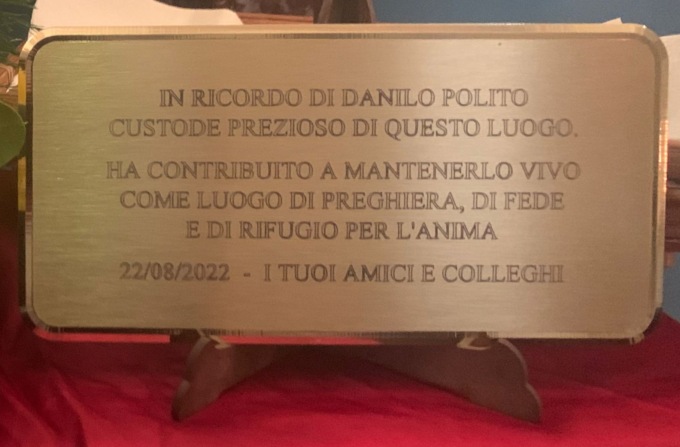 IN RICORDO DI DANILO POLITO
CUSTODE PREZIOSO DI QUESTO LUOGO.
HA CONTRIBUITO A MANTENERLO VIVO
COME LUOGO DI PREGHIERA, DI FEDE
E DI RIFUGIO PER L'ANIMA
22/08/2022 - I TUOI AMICI E COLLEGHI